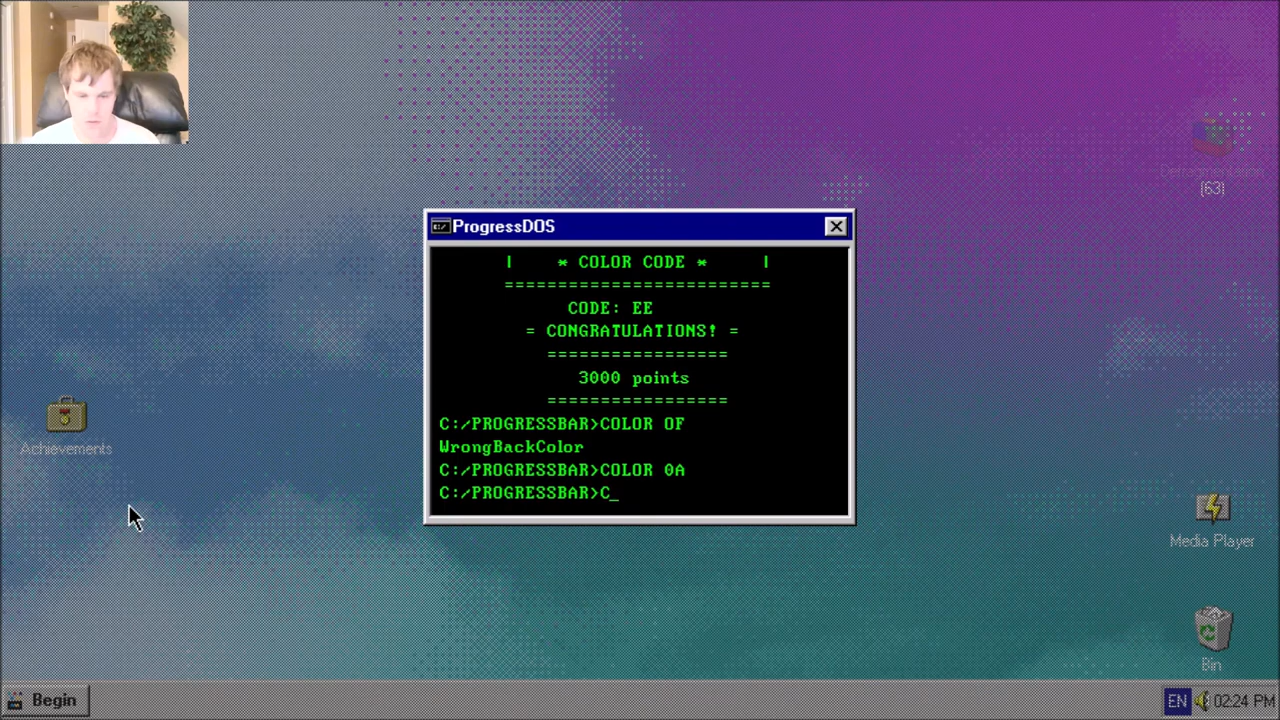 ProgressDOS
| * COLOR CODE * |
=========================
CODE: EE
= CONGRATULATIONS! =
=================
3000 points
=================
C:/PROGRESSBAR>COLOR OF
WrongBackColor
C:/PROGRESSBAR>COLOR 0A
C:/PROGRESSBAR>C_
Defragmentation
(63)
Achievements
Media Player
Bin
Begin
EN 02:24 PM